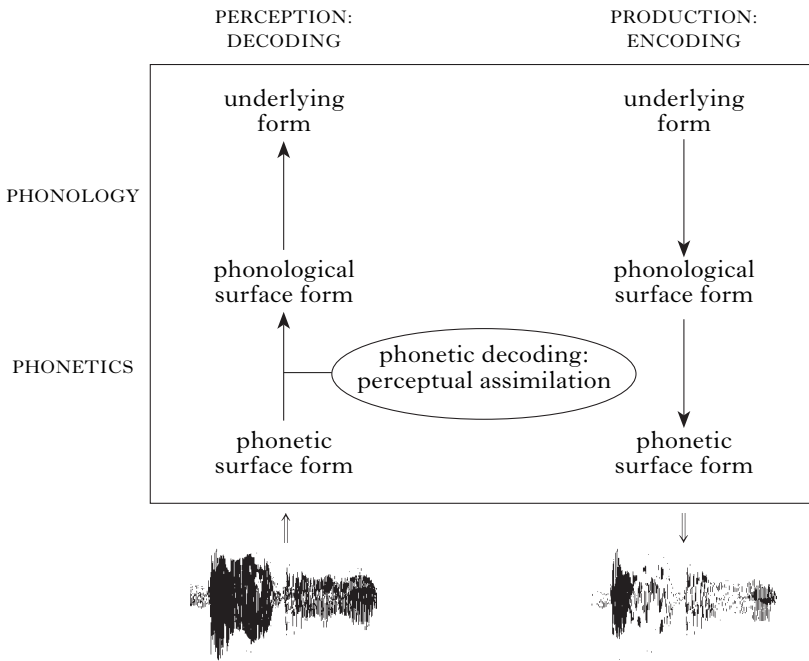 PERCEPTION:
DECODING
PRODUCTION:
ENCODING
underlying
form
underlying
form
PHONOLOGY
phonological
surface form
phonological
surface form
PHONETICS
phonetic decoding:
perceptual assimilation
phonetic
surface form
phonetic
surface form